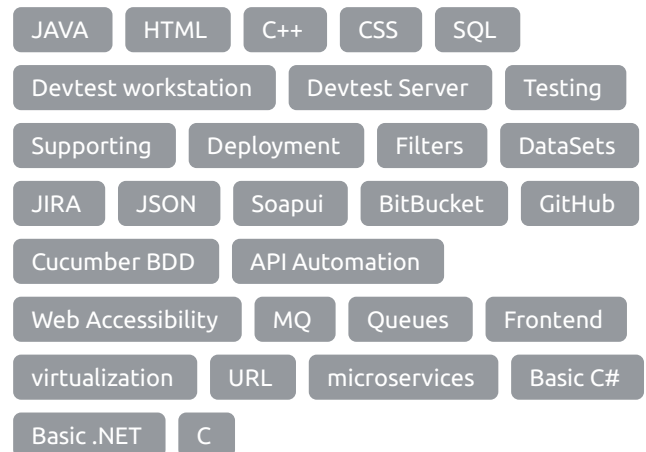 JAVA HTML C++ CSS SQL
Devtest workstation Devtest Server Testing
Supporting Deployment Filters DataSets
JIRA JSON Soapui BitBucket GitHub
Cucumber BDD API Automation
Web Accessibility MQ Queues Frontend
virtualization URL microservices Basic C#
Basic .NET C